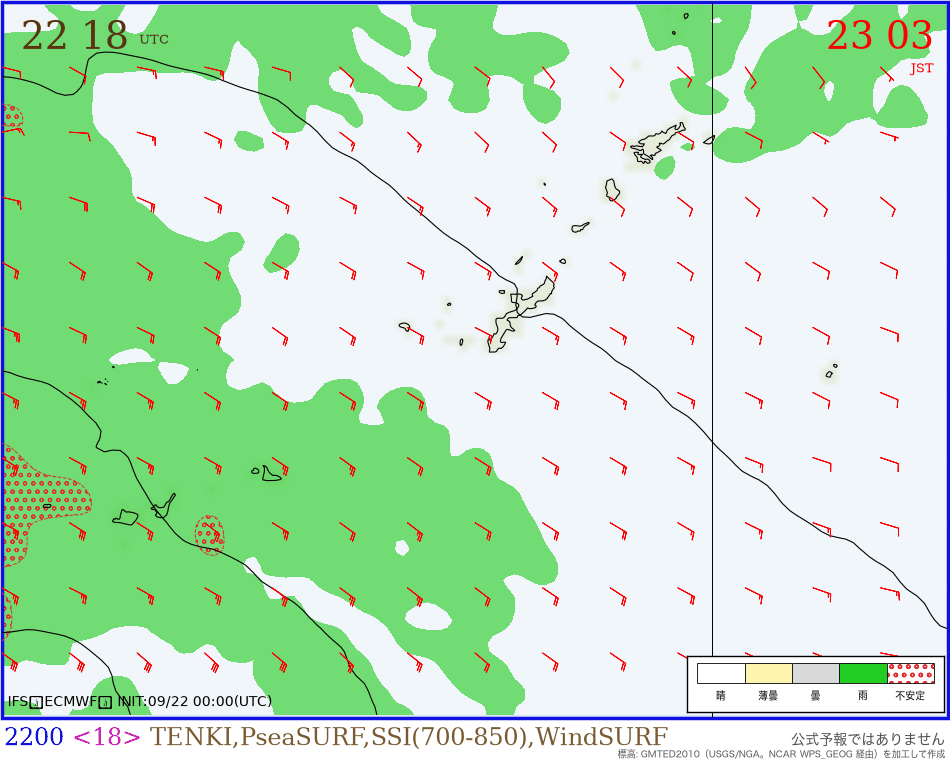 22 18 UTC
23 03
JST
晴 薄曇 曇 雨 不安定
IFS□ECMWF□ INIT:09/22 00:00(UTC)
2200 <18> TENKI,PseaSURF,SSI(700-850),WindSURF
公式予報ではありません
標高: GMTED2010（USGS/NGA。NCAR WPS_GEOG 経由）を加工して作成